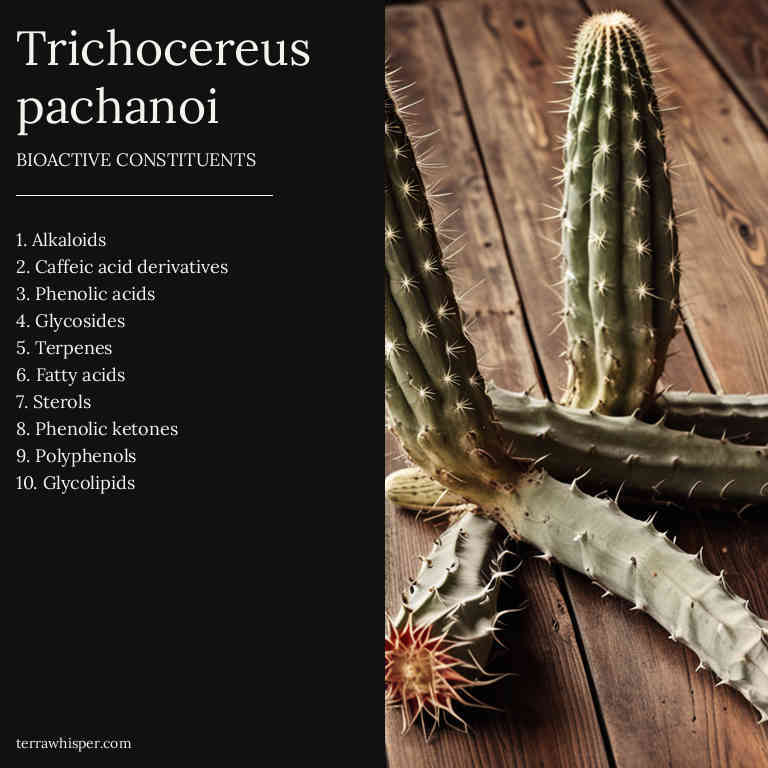 Trichocereus
pachanoi
BIOACTIVE CONSTITUENTS
1. Alkaloids
2. Caffeic acid derivatives
3. Phenolic acids
4. Glycosides
5. Terpenes
6. Fatty acids
7. Sterols
8. Phenolic ketones
9. Polyphenols
10. Glycolipids
terrawhisper.com